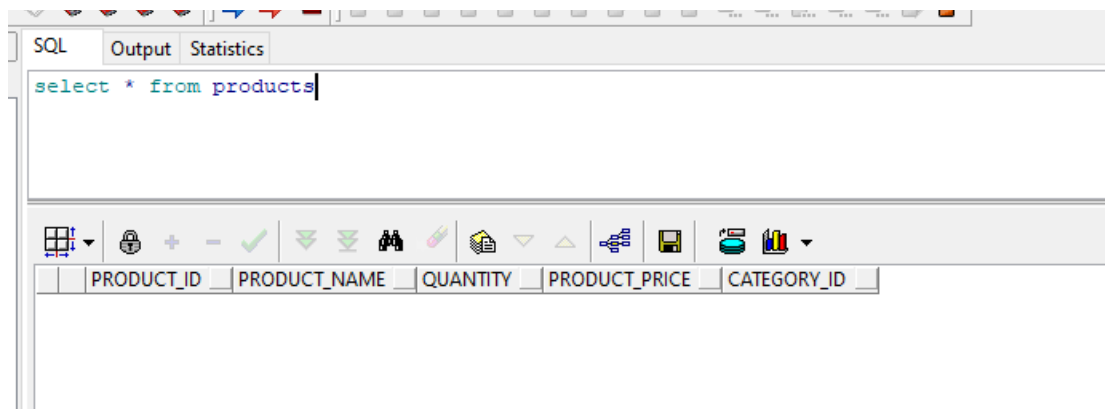 SQL Output Statistics
select * from products
PRODUCT_ID PRODUCT_NAME QUANTITY PRODUCT_PRICE CATEGORY_ID